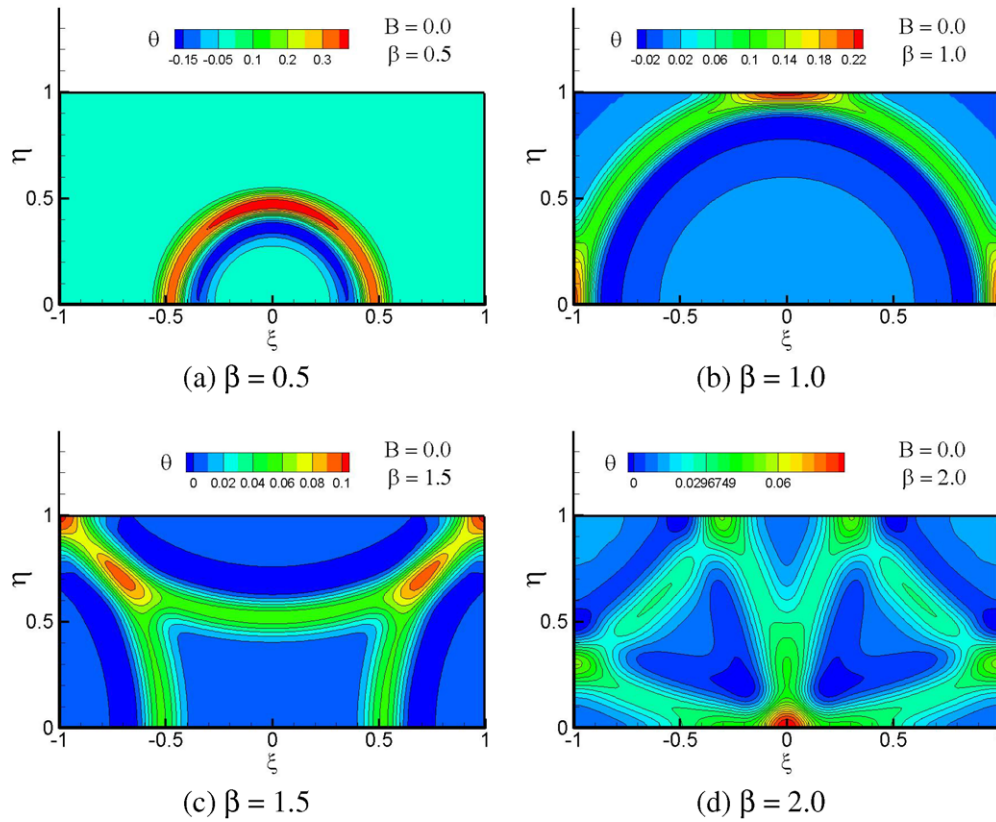 θ
-0.15 -0.05 0.1 0.2 0.3
B = 0.0
β = 0.5
1
η
0.5
0
-1 -0.5 0 0.5 1
ξ
(a) β = 0.5
θ
-0.02 0.02 0.06 0.1 0.14 0.18 0.22
B = 0.0
β = 1.0
1
η
0.5
0
-1 -0.5 0 0.5
ξ
(b) β = 1.0
θ
0 0.02 0.04 0.06 0.08 0.1
B = 0.0
β = 1.5
1
η
0.5
0
-1 -0.5 0 0.5 1
ξ
(c) β = 1.5
θ
0 0.0296749 0.06
B = 0.0
β = 2.0
1
η
0.5
0
-1 -0.5 0 0.5
ξ
(d) β = 2.0